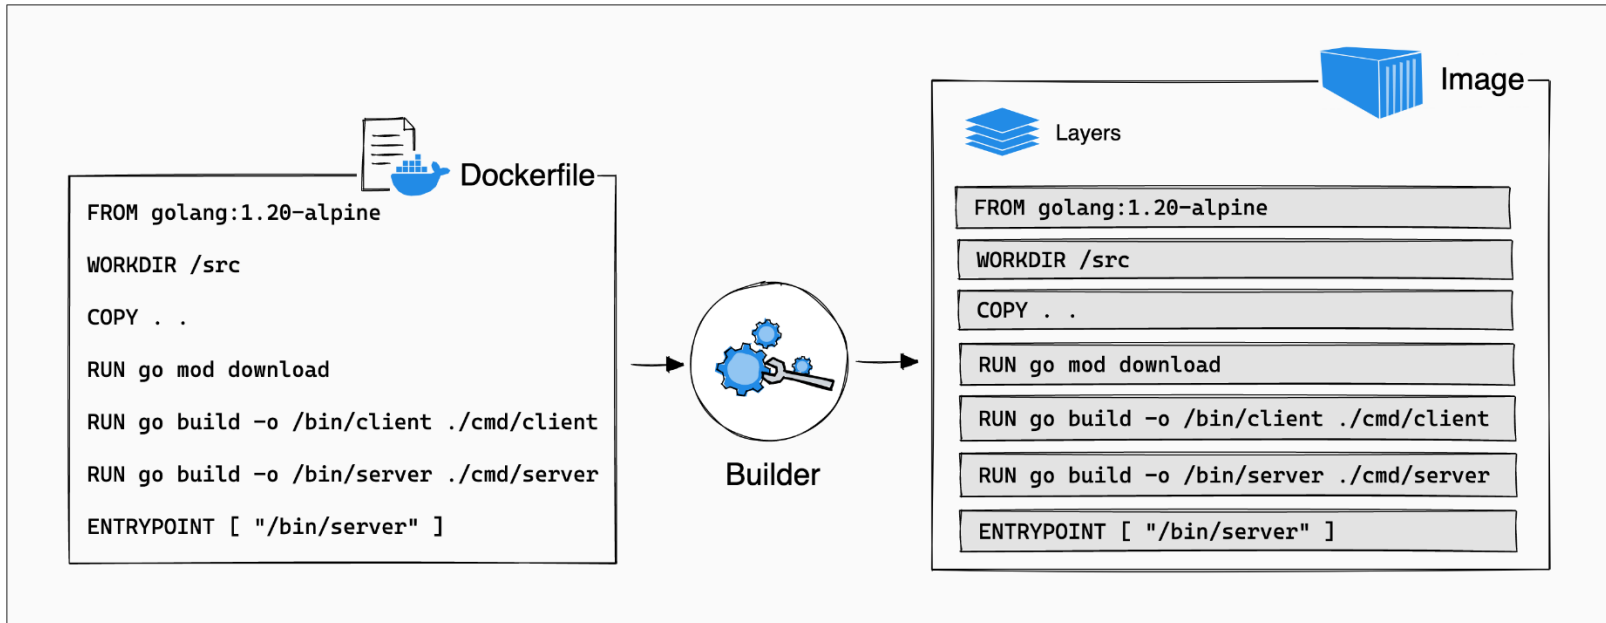 Dockerfile
FROM golang:1.20-alpine
WORKDIR /src
COPY . .
RUN go mod download
RUN go build -o /bin/client ./cmd/client
RUN go build -o /bin/server ./cmd/server
ENTRYPOINT [ "/bin/server" ]
Builder
Image
Layers
FROM golang:1.20-alpine
WORKDIR /src
COPY . .
RUN go mod download
RUN go build -o /bin/client ./cmd/client
RUN go build -o /bin/server ./cmd/server
ENTRYPOINT [ "/bin/server" ]